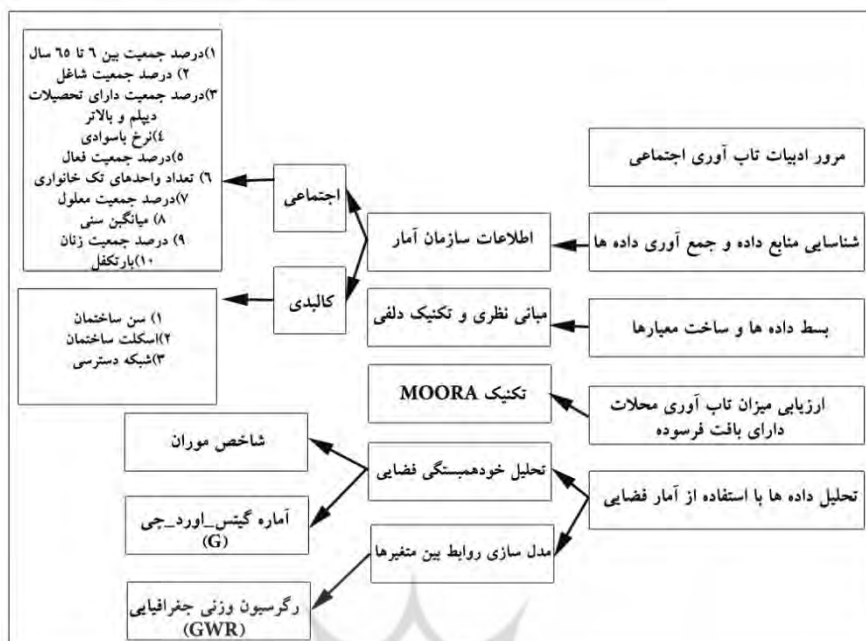 مرور ادبیات تاب آوری اجتماعی
شناسایی منابع داده و جمع آوری داده ها
اطلاعات سازمان آمار
اجتماعی
۱)درصد جمعیت بین ٦ تا ٦٥ سال
۲) درصد جمعیت شاغل
۳)درصد جمعیت دارای تحصیلات
دیپلم و بالاتر
٤)نرخ باسوادی
٥)درصد جمعیت فعال
٦) تعداد واحدهای تک خانواری
۷)درصد جمعیت معلول
۸) میانگین سنی
۹) درصد جمعیت زنان
۱۰)بارتکفل
کالبدی
۱) سن ساختمان
۲)اسکلت ساختمان
۳)شبکه دسترسی
بسط داده ها و ساخت معیارها
مبانی نظری و تکنیک دلفی
ارزیابی میزان تاب آوری محلات
دارای بافت فرسوده
تکنیک MOORA
تحلیل داده ها با استفاده از آمار فضایی
تحلیل خودهمبستگی فضایی
شاخص موران
آماره گیتس_اورد_جی
(G)
مدل سازی روابط بین متغیرها
رگرسیون وزنی جغرافیایی
(GWR)